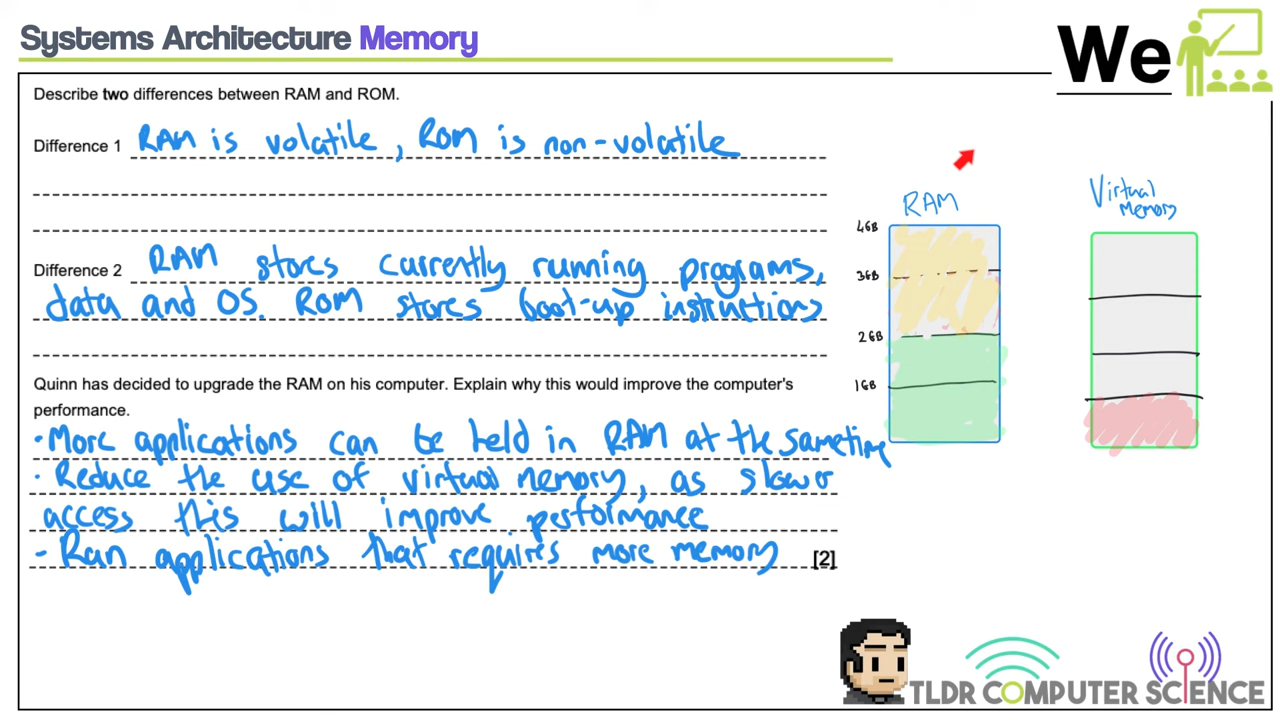 Systems Architecture Memory
We
Describe two differences between RAM and ROM.
Difference 1 RAM is volatile, ROM is non-volatile
Difference 2 RAM stores currently running programs,
data and OS. ROM stores boot-up instructions
Quinn has decided to upgrade the RAM on his computer. Explain why this would improve the computer's
performance.
· More applications can be held in RAM at the same time
· Reduce the use of virtual memory, as slower
access this will improve performance
- Run applications that requires more memory [2]
RAM
4GB
3GB
2GB
1GB
Virtual
Memory
TLDR COMPUTER SCIENCE